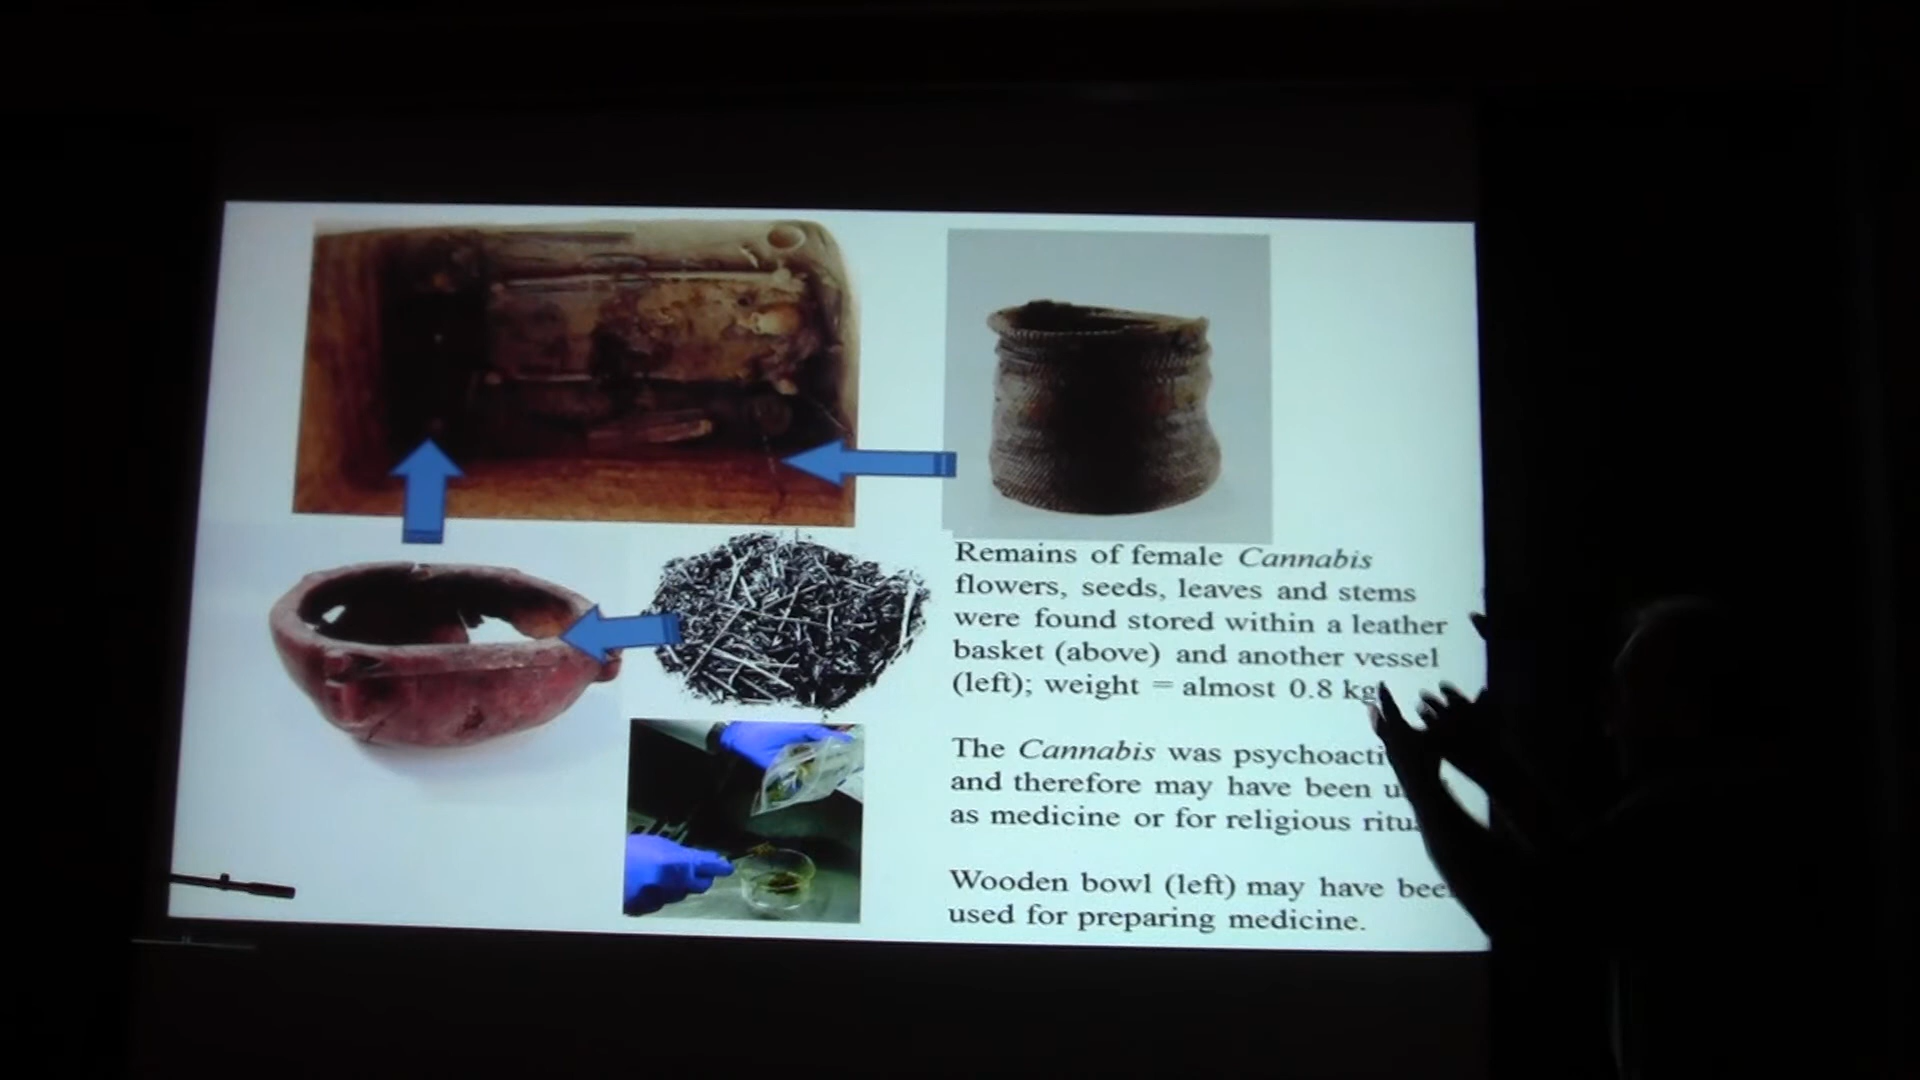 Remains of female Cannabis
flowers, seeds, leaves and stems
were found stored within a leather
basket (above) and another vessel
(left); weight = almost 0.8 kg
The Cannabis was
and therefore may have been
as medicine or for religious
Wooden bowl (left) may have
used for preparing medicine.